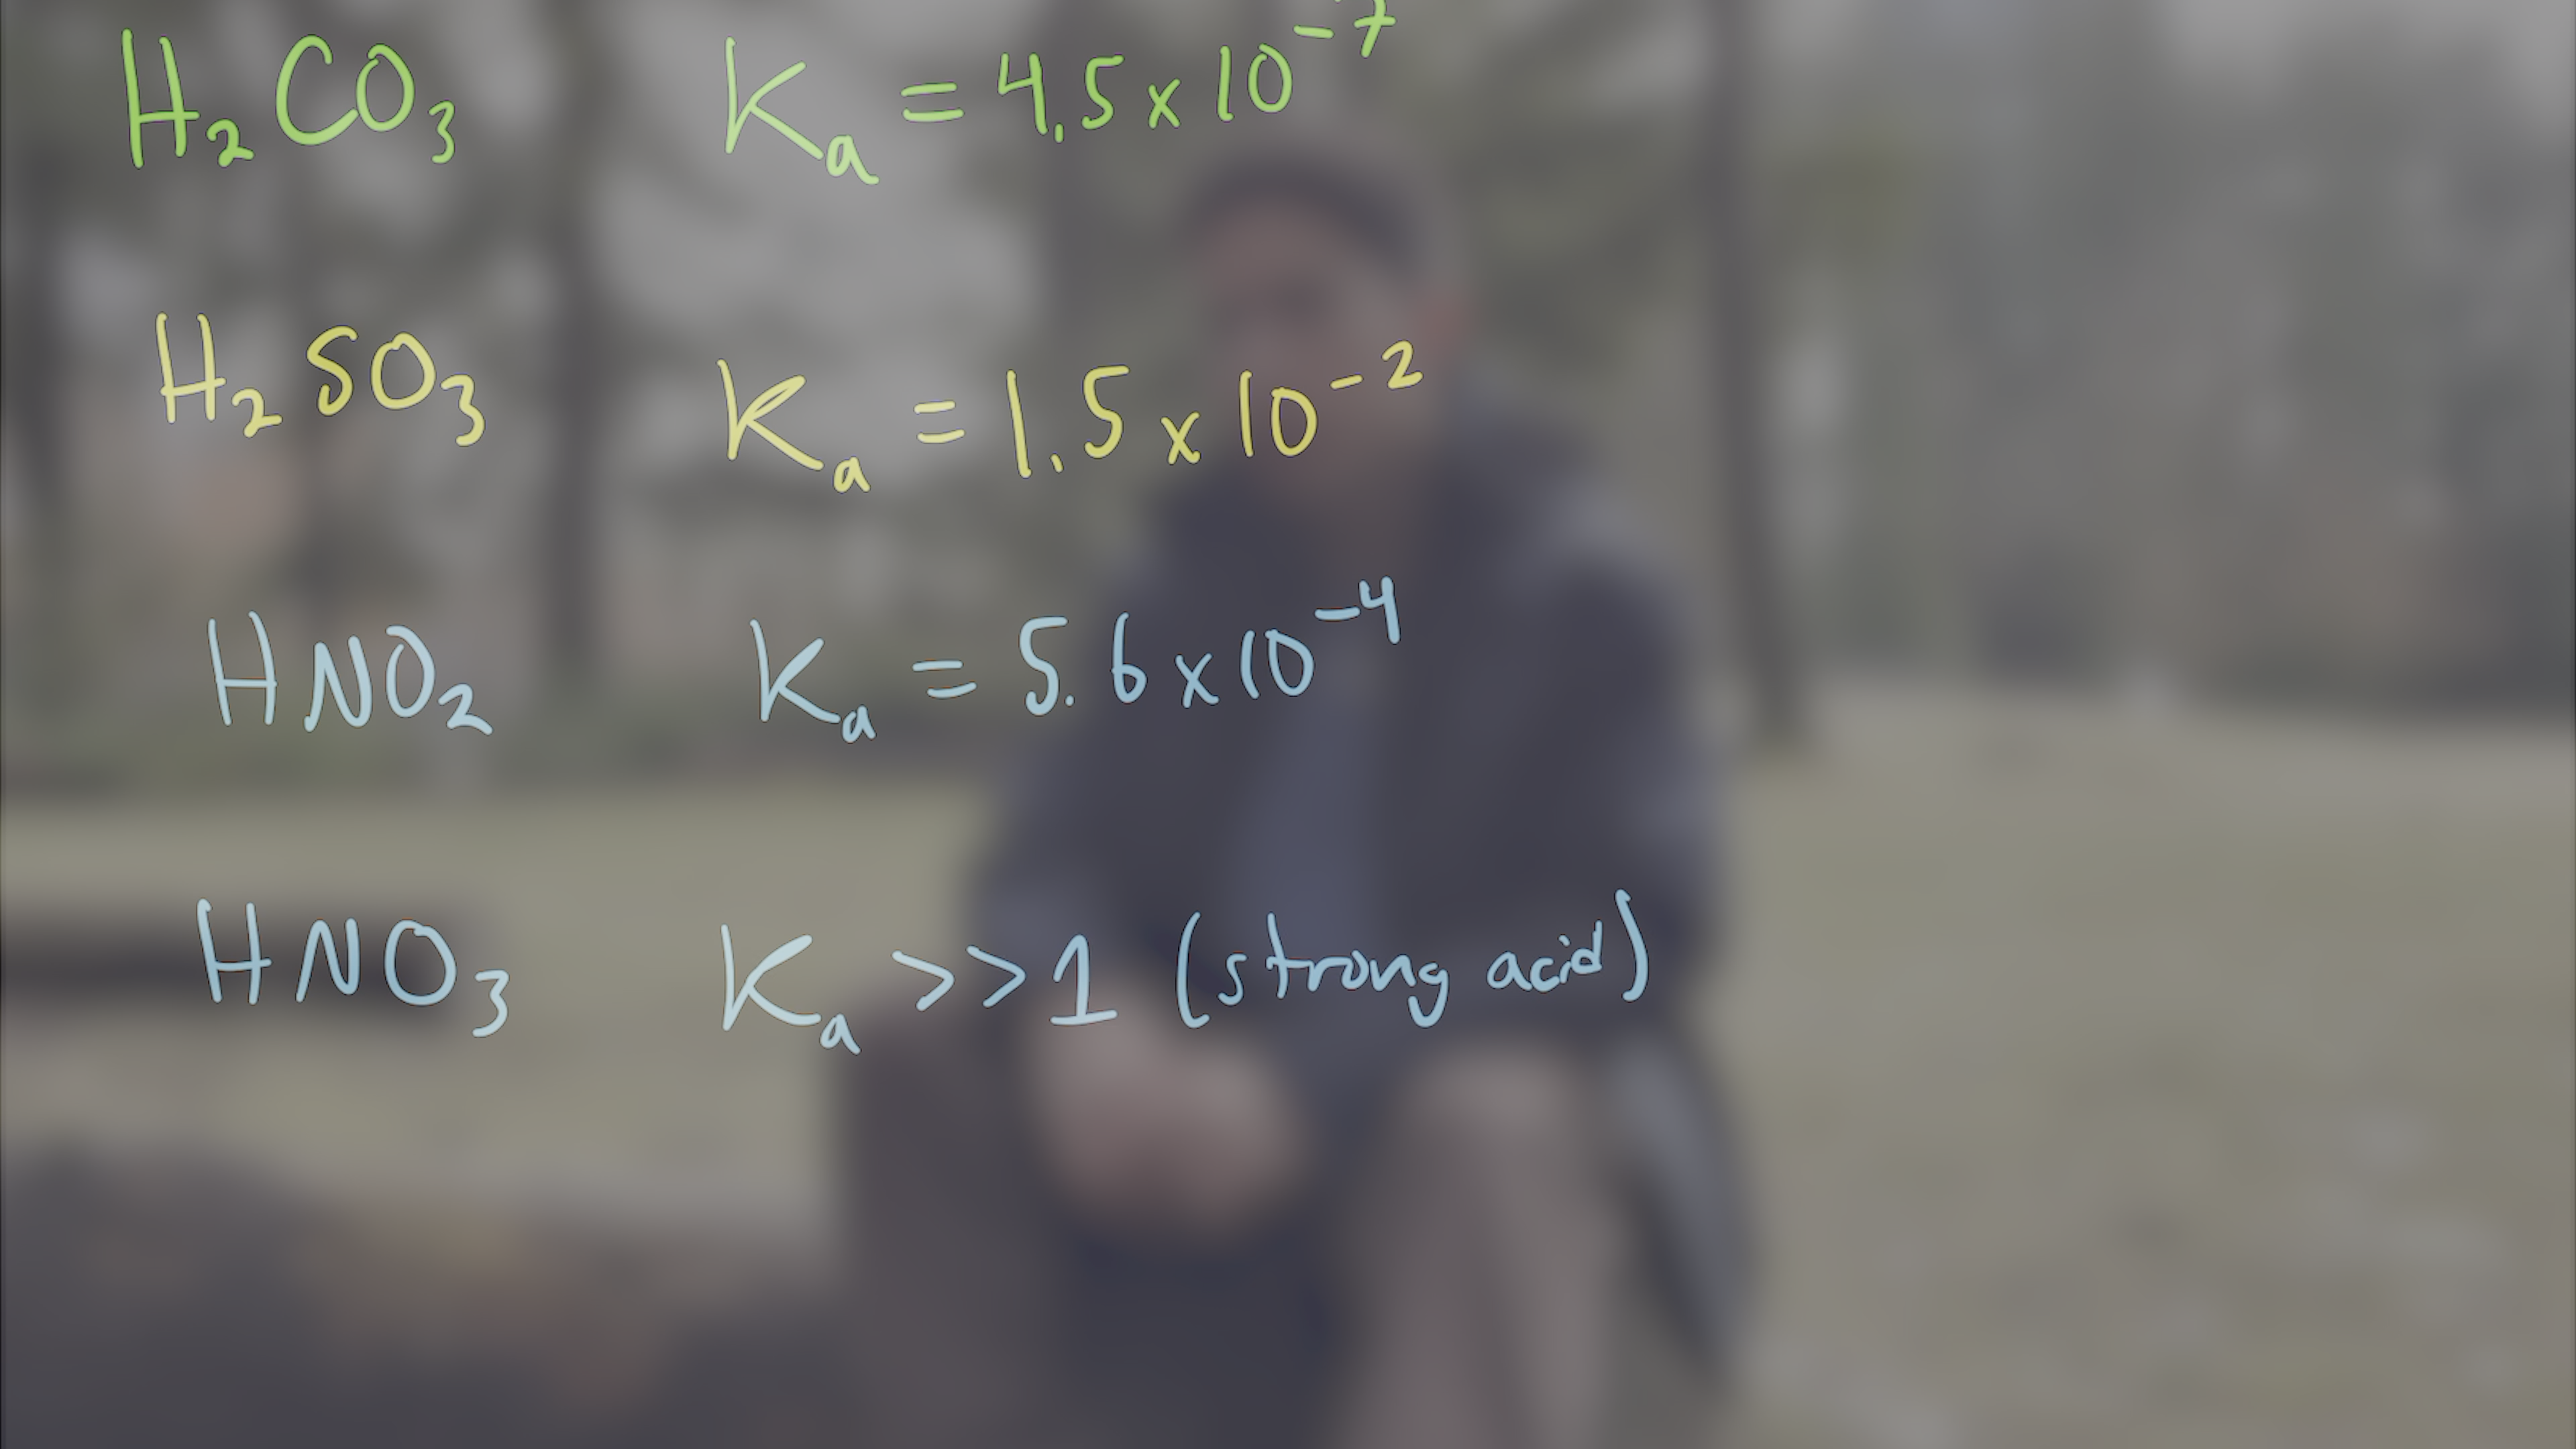 H₂CO₃ Kₐ = 4.5 x 10⁻⁷
H₂SO₃ Kₐ = 1.5 x 10⁻²
HNO₂ Kₐ = 5.6 x 10⁻⁴
HNO₃ Kₐ >> 1 (strong acid)